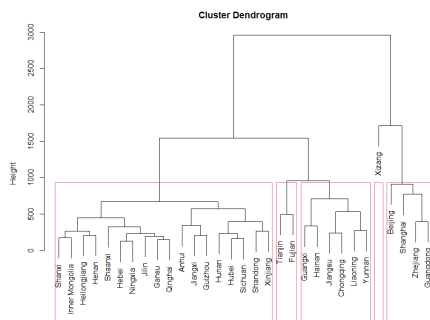 Cluster Dendrogram
Height
3000
2500
2000
1500
1000
500
0
Shanxi
Inner Mongolia
Heilongjiang
Henan
Shaanxi
Hebei
Ningxia
Jilin
Gansu
Qinghai
Anhui
Jiangxi
Guizhou
Hunan
Hubei
Sichuan
Shandong
Xinjiang
Tianjin
Fujian
Guangxi
Hainan
Jiangsu
Chongqing
Liaoning
Yunnan
Xizang
Beijing
Shanghai
Zhejiang
Guangdong